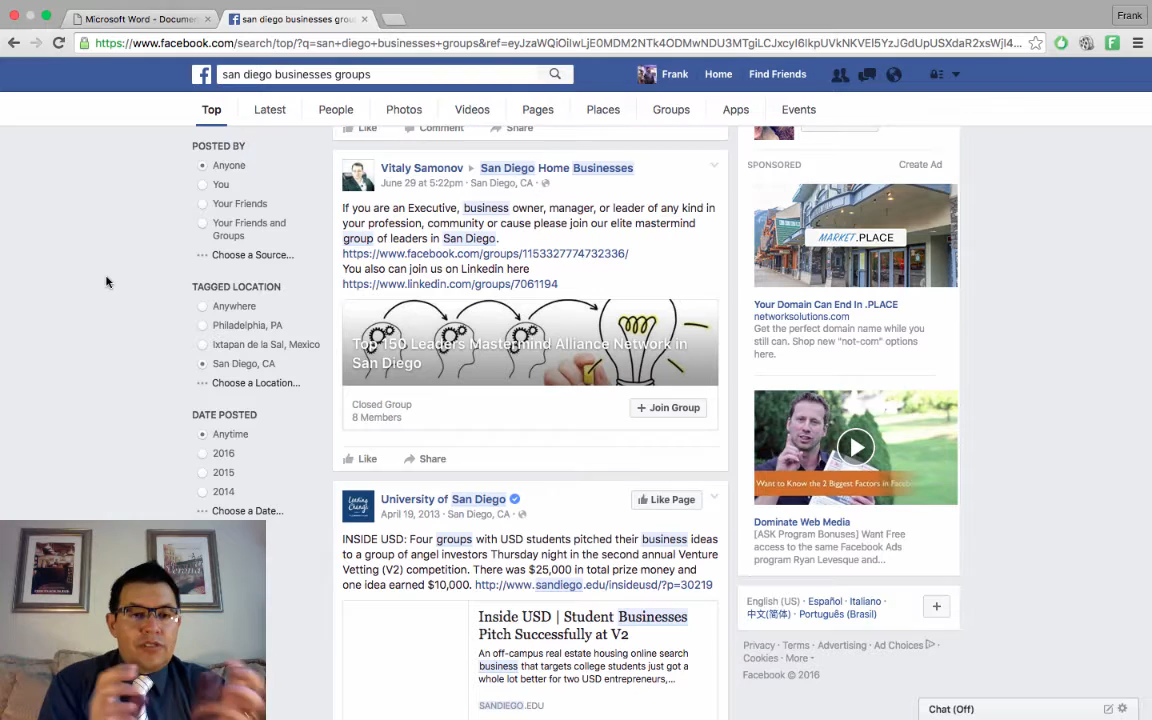 Microsoft Word - Documen
san diego businesses grou
Frank
https://www.facebook.com/search/top/?q=san+diego+businesses+groups&ref=
san diego businesses groups
Frank
Home
Find Friends
Top
Latest
People
Photos
Videos
Pages
Places
Groups
Apps
Events
POSTED BY
Anyone
You
Your Friends
Your Friends and
Groups
Choose a Source...
TAGGED LOCATION
Anywhere
Philadelphia, PA
Ixtapan de la Sal, Mexico
San Diego, CA
Choose a Location...
DATE POSTED
Anytime
2016
2015
2014
Choose a Date...
Like
Comment
Share
Vitaly Samonov ▸ San Diego Home Businesses
June 29 at 5:22pm · San Diego, CA ·
If you are an Executive, business owner, manager, or leader of any kind in
your profession, community or cause please join our elite mastermind
group of leaders in San Diego.
https://www.facebook.com/groups/1153327774732336/
You also can join us on Linkedin here
https://www.linkedin.com/groups/7061194
Top 150 Leaders Mastermind Alliance Network in
San Diego
Closed Group
8 Members
+ Join Group
Like
Share
University of San Diego
April 19, 2013 · San Diego, CA ·
Like Page
INSIDE USD: Four groups with USD students pitched their business ideas
to a group of angel investors Thursday night in the second annual Venture
Vetting (V2) competition. There was $25,000 in total prize money and
one idea earned $10,000. http://www.sandiego.edu/insideusd/?p=30219
Inside USD | Student Businesses
Pitch Successfully at V2
An off-campus real estate housing online search
business that targets college students just got a
whole lot better for two USD entrepreneurs,...
SANDIEGO.EDU
SPONSORED
Create Ad
MARKET.PLACE
Your Domain Can End In .PLACE
networksolutions.com
Get the perfect domain name while you
still can. Shop new "not-com" options
here.
Want to Know the 2 Biggest Factors in
Dominate Web Media
[ASK Program Bonuses] Want Free
access to the same Facebook Ads
program Ryan Levesque and...
English (US) · Español · Italiano ·
中文(简体) · Português (Brasil)
+
Privacy · Terms · Advertising · Ad Choices ·
Cookies · More
Facebook © 2016
Chat (Off)